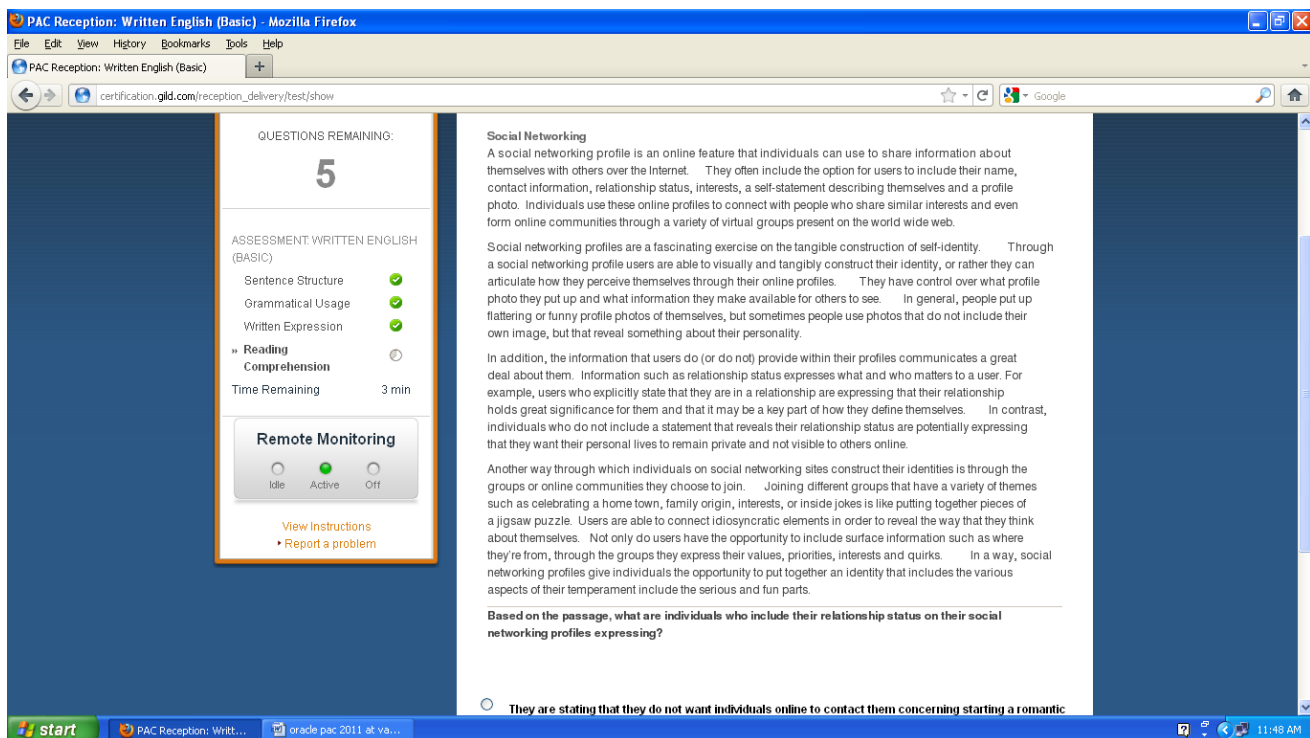 PAC Reception: Written English (Basic) - Mozilla Firefox
File Edit View History Bookmarks Tools Help
PAC Reception: Written English (Basic) +
certification.gild.com/reception_delivery/test/show
Google
QUESTIONS REMAINING:
5
ASSESSMENT: WRITTEN ENGLISH
(BASIC)
Sentence Structure
Grammatical Usage
Written Expression
» Reading
Comprehension
Time Remaining 3 min
Remote Monitoring
Idle Active Off
View Instructions
Report a problem
Social Networking
A social networking profile is an online feature that individuals can use to share information about
themselves with others over the Internet. They often include the option for users to include their name,
contact information, relationship status, interests, a self-statement describing themselves and a profile
photo. Individuals use these online profiles to connect with people who share similar interests and even
form online communities through a variety of virtual groups present on the world wide web.
Social networking profiles are a fascinating exercise on the tangible construction of self-identity. Through
a social networking profile users are able to visually and tangibly construct their identity, or rather they can
articulate how they perceive themselves through their online profiles. They have control over what profile
photo they put up and what information they make available for others to see. In general, people put up
flattering or funny profile photos of themselves, but sometimes people use photos that do not include their
own image, but that reveal something about their personality.
In addition, the information that users do (or do not) provide within their profiles communicates a great
deal about them. Information such as relationship status expresses what and who matters to a user. For
example, users who explicitly state that they are in a relationship are expressing that their relationship
holds great significance for them and that it may be a key part of how they define themselves. In contrast,
individuals who do not include a statement that reveals their relationship status are potentially expressing
that they want their personal lives to remain private and not visible to others online.
Another way through which individuals on social networking sites construct their identities is through the
groups or online communities they choose to join. Joining different groups that have a variety of themes
such as celebrating a home town, family origin, interests, or inside jokes is like putting together pieces of
a jigsaw puzzle. Users are able to connect idiosyncratic elements in order to reveal the way that they think
about themselves. Not only do users have the opportunity to include surface information such as where
they're from, through the groups they express their values, priorities, interests and quirks. In a way, social
networking profiles give individuals the opportunity to put together an identity that includes the various
aspects of their temperament include the serious and fun parts.
Based on the passage, what are individuals who include their relationship status on their social
networking profiles expressing?
They are stating that they do not want individuals online to contact them concerning starting a romantic
start PAC Reception: Writt... oracle pac 2011 at va... 11:48 AM